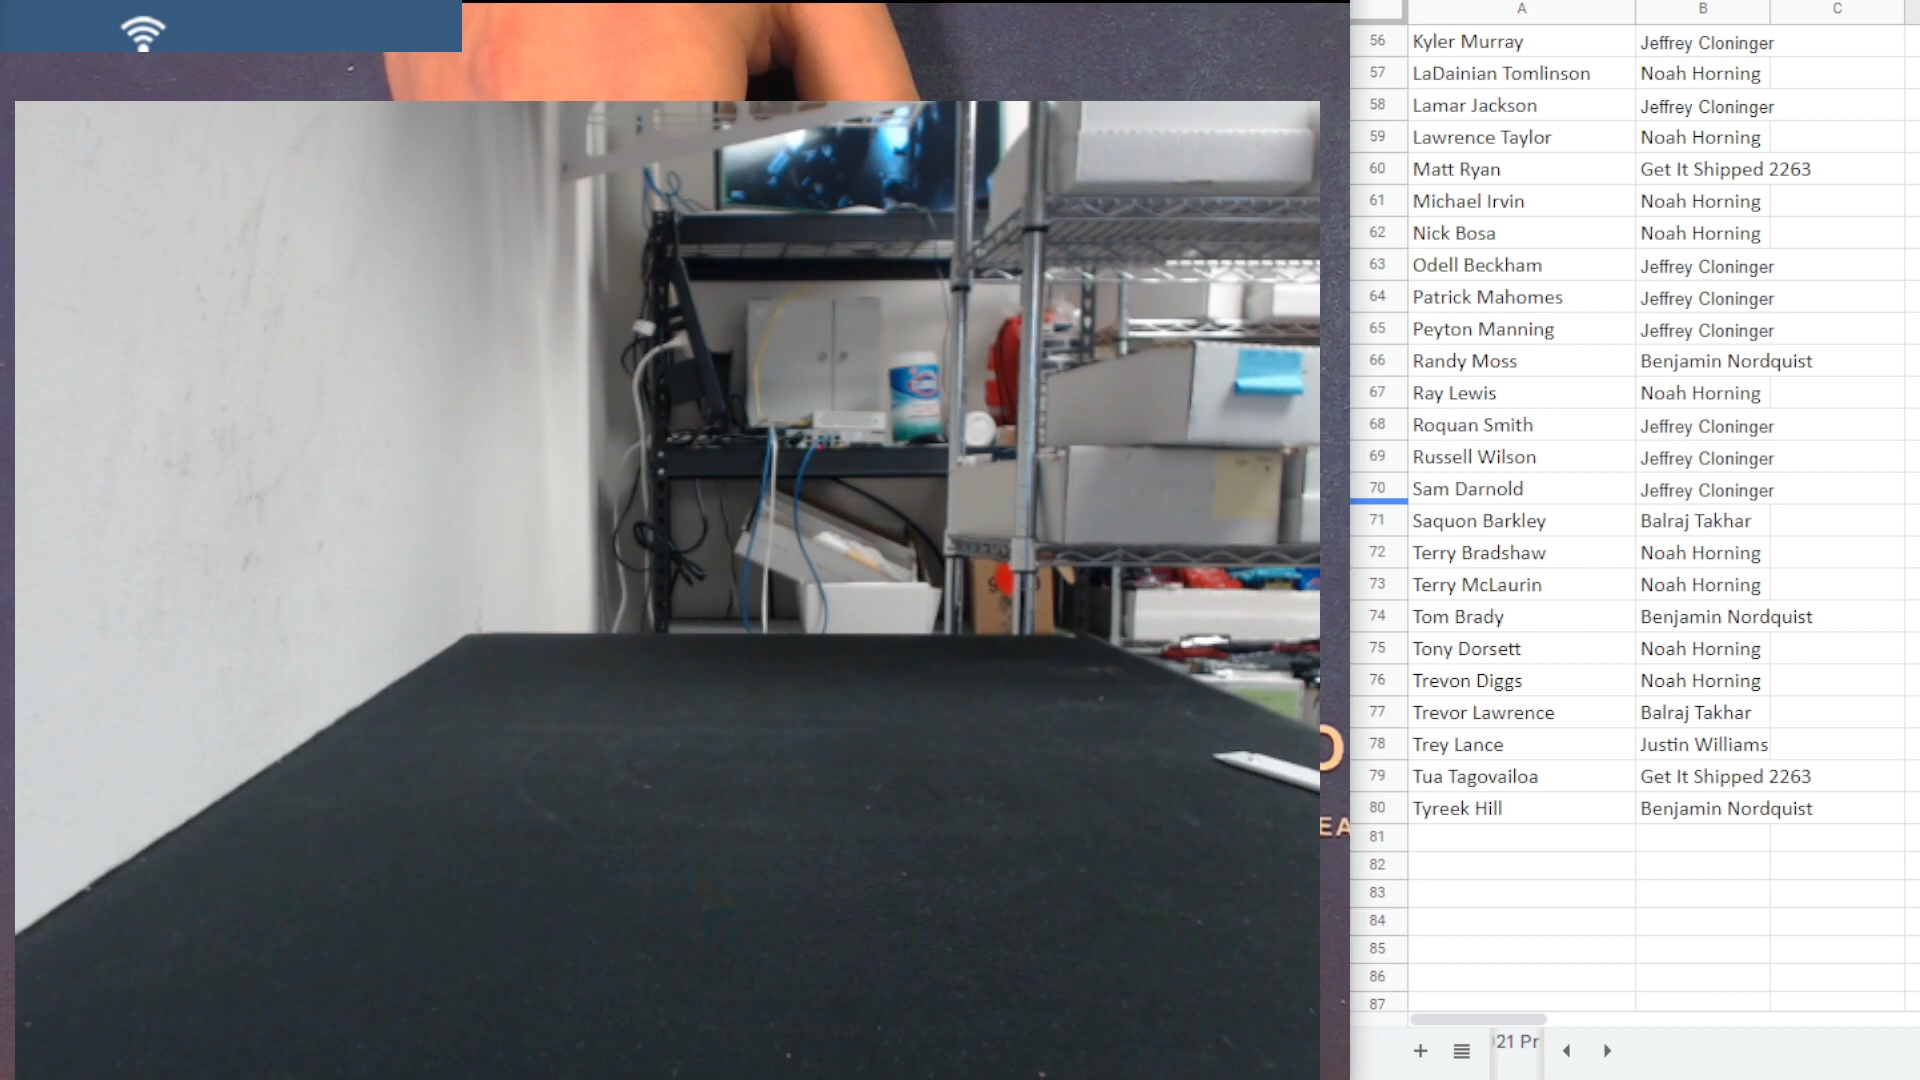 A B C
56 Kyler Murray Jeffrey Cloninger
57 LaDainian Tomlinson Noah Horning
58 Lamar Jackson Jeffrey Cloninger
59 Lawrence Taylor Noah Horning
60 Matt Ryan Get It Shipped 2263
61 Michael Irvin Noah Horning
62 Nick Bosa Noah Horning
63 Odell Beckham Jeffrey Cloninger
64 Patrick Mahomes Jeffrey Cloninger
65 Peyton Manning Jeffrey Cloninger
66 Randy Moss Benjamin Nordquist
67 Ray Lewis Noah Horning
68 Roquan Smith Jeffrey Cloninger
69 Russell Wilson Jeffrey Cloninger
70 Sam Darnold Jeffrey Cloninger
71 Saquon Barkley Balraj Takhar
72 Terry Bradshaw Noah Horning
73 Terry McLaurin Noah Horning
74 Tom Brady Benjamin Nordquist
75 Tony Dorsett Noah Horning
76 Trevon Diggs Noah Horning
77 Trevor Lawrence Balraj Takhar
78 Trey Lance Justin Williams
79 Tua Tagovailoa Get It Shipped 2263
80 Tyreek Hill Benjamin Nordquist
81
82
83
84
85
86
87
21 Pr